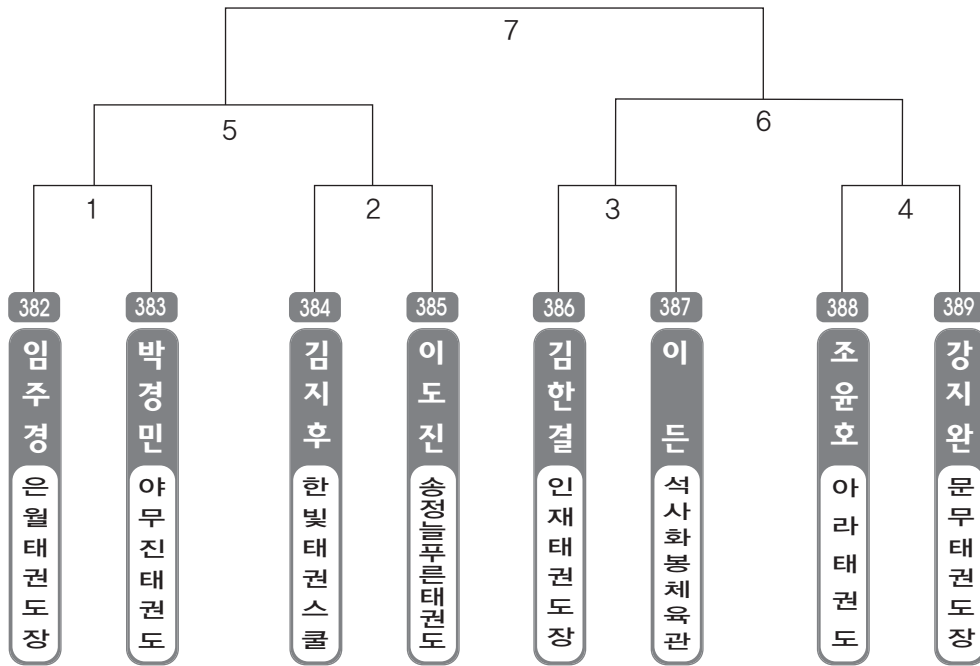 7
5
6
1
2
3
4
382
383
384
385
386
387
388
389
임주경
박경민
김지후
이도진
김한결
이든
조윤호
강지완
은월태권도장
야무진태권도
한빛태권스쿨
송정늘푸른태권도
인재태권도장
석사화봉체육관
아라태권도
문무태권도장